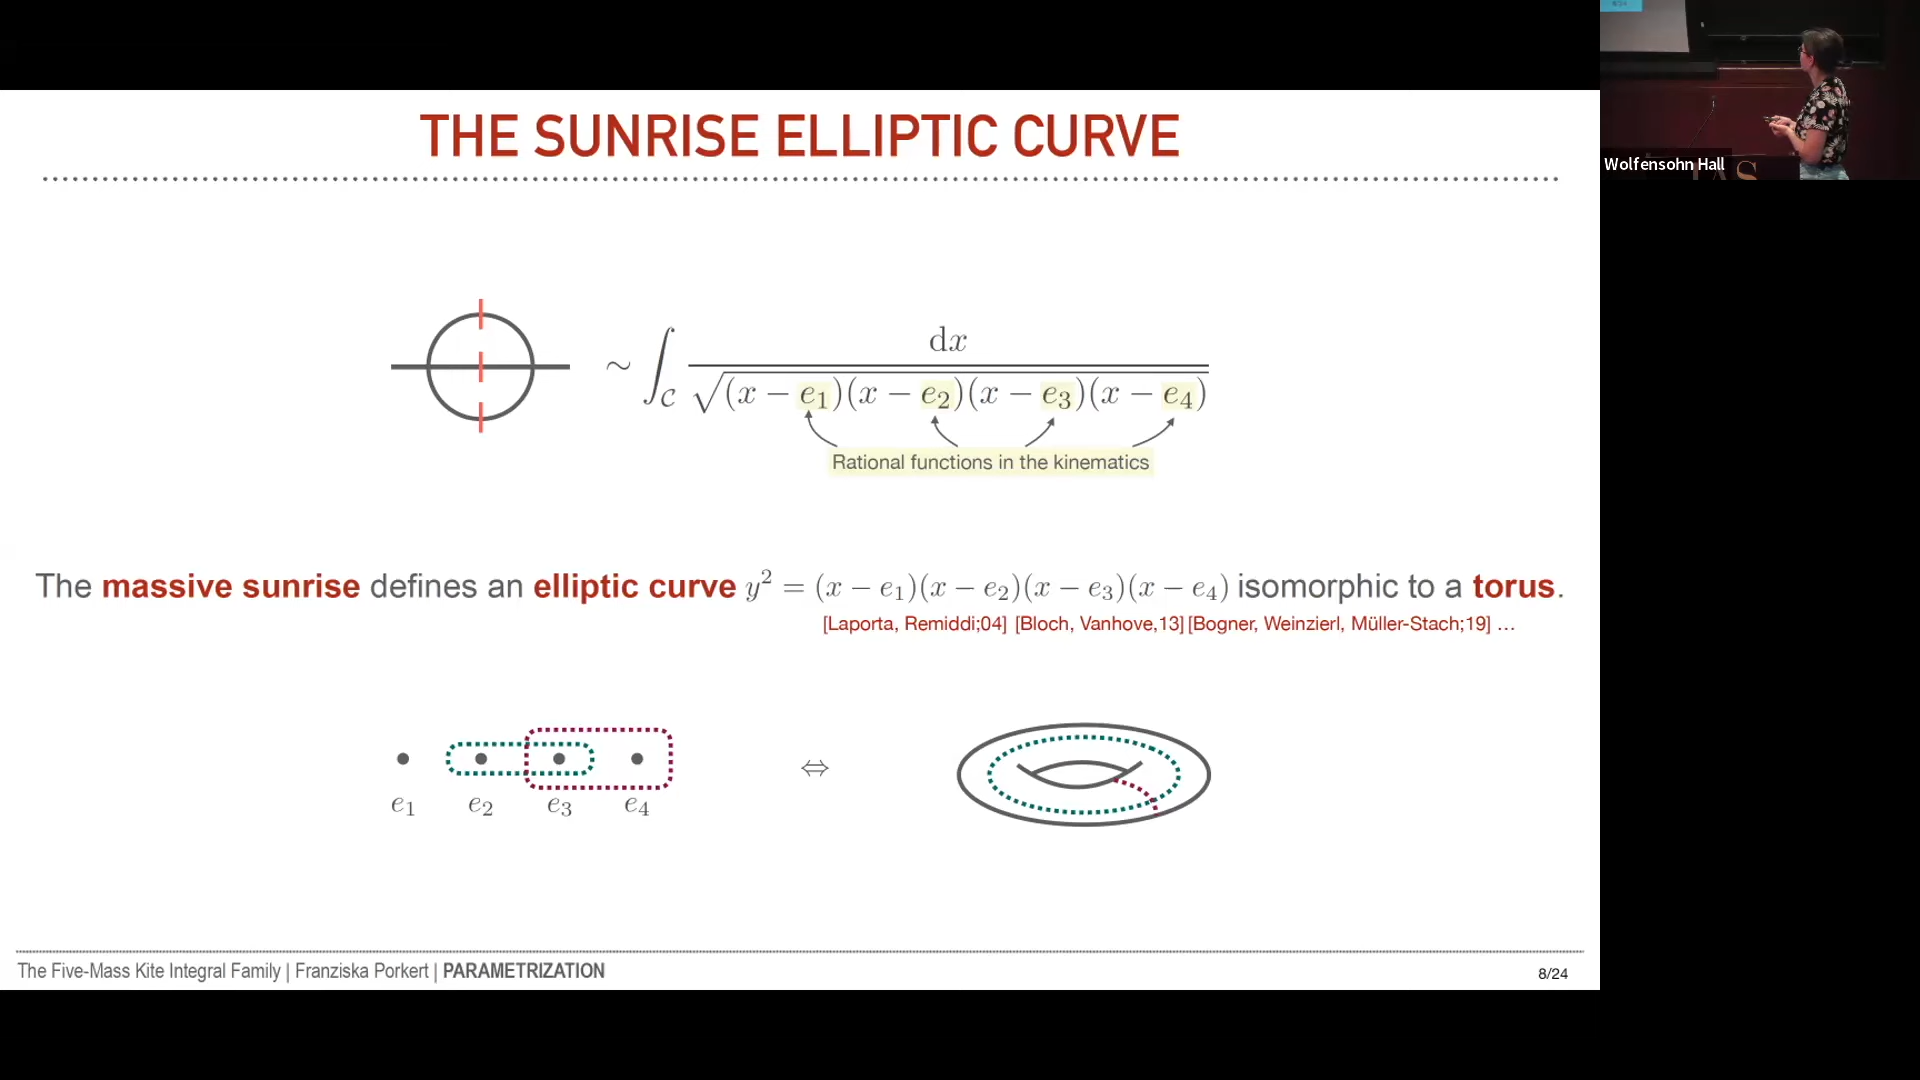 THE SUNRISE ELLIPTIC CURVE
∼ ∫_C dx / √((x − e₁)(x − e₂)(x − e₃)(x − e₄))
Rational functions in the kinematics
The massive sunrise defines an elliptic curve y² = (x − e₁)(x − e₂)(x − e₃)(x − e₄) isomorphic to a torus.
[Laporta, Remiddi;04] [Bloch, Vanhove,13] [Bogner, Weinzierl, Müller-Stach;19] …
⇔
e₁ e₂ e₃ e₄
The Five-Mass Kite Integral Family | Franziska Porkert | PARAMETRIZATION
8/24
Wolfensohn Hall
IAS